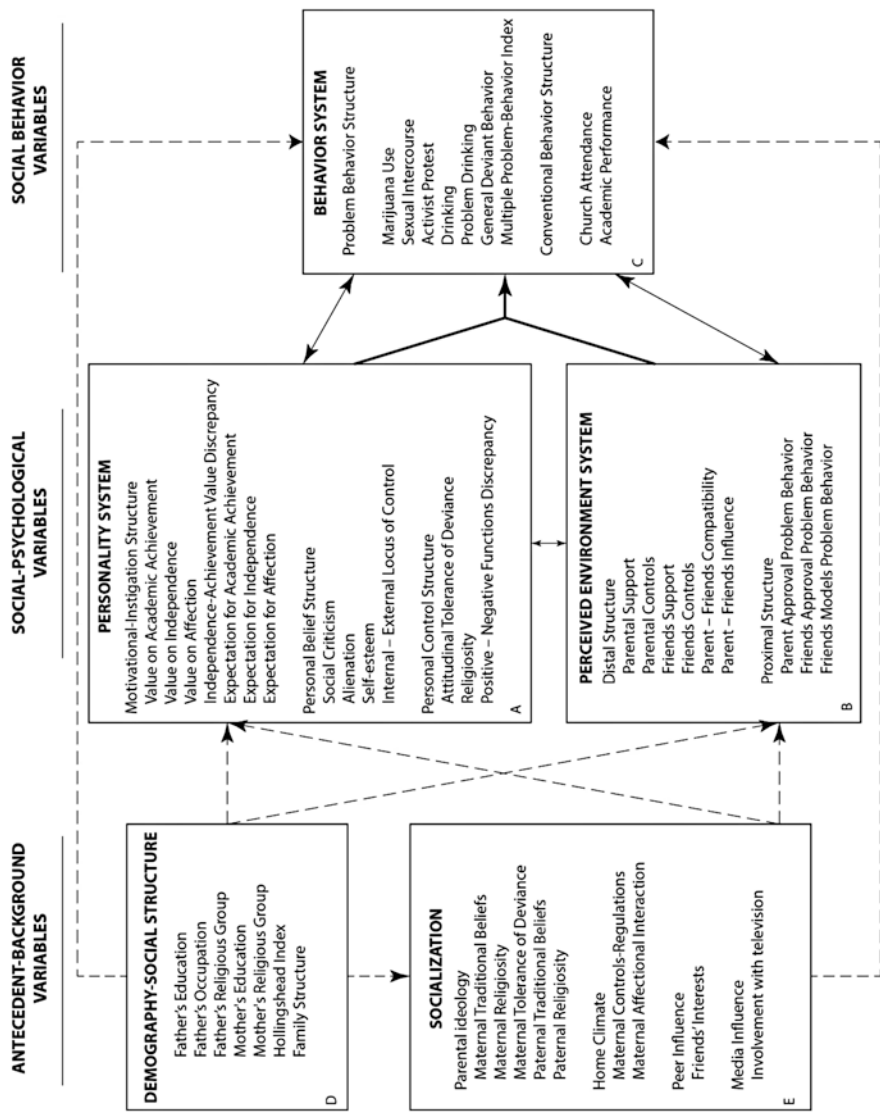 ANTECEDENT-BACKGROUND
VARIABLES
SOCIAL-PSYCHOLOGICAL
VARIABLES
SOCIAL BEHAVIOR
VARIABLES
DEMOGRAPHY-SOCIAL STRUCTURE
Father's Education
Father's Occupation
Father's Religious Group
Mother's Education
Mother's Religious Group
Hollingshead Index
Family Structure
D
SOCIALIZATION
Parental ideology
Maternal Traditional Beliefs
Maternal Religiosity
Maternal Tolerance of Deviance
Paternal Traditional Beliefs
Paternal Religiosity
Home Climate
Maternal Controls-Regulations
Maternal Affectional Interaction
Peer Influence
Friends' Interests
Media Influence
Involvement with television
E
PERSONALITY SYSTEM
Motivational-Instigation Structure
Value on Academic Achievement
Value on Independence
Value on Affection
Independence-Achievement Value Discrepancy
Expectation for Academic Achievement
Expectation for Independence
Expectation for Affection
Personal Belief Structure
Social Criticism
Alienation
Self-esteem
Internal – External Locus of Control
Personal Control Structure
Attitudinal Tolerance of Deviance
Religiosity
Positive – Negative Functions Discrepancy
A
PERCEIVED ENVIRONMENT SYSTEM
Distal Structure
Parental Support
Parental Controls
Friends Support
Friends Controls
Parent – Friends Compatibility
Parent – Friends Influence
Proximal Structure
Parent Approval Problem Behavior
Friends Approval Problem Behavior
Friends Models Problem Behavior
B
BEHAVIOR SYSTEM
Problem Behavior Structure
Marijuana Use
Sexual Intercourse
Activist Protest
Drinking
Problem Drinking
General Deviant Behavior
Multiple Problem-Behavior Index
Conventional Behavior Structure
Church Attendance
Academic Performance
C